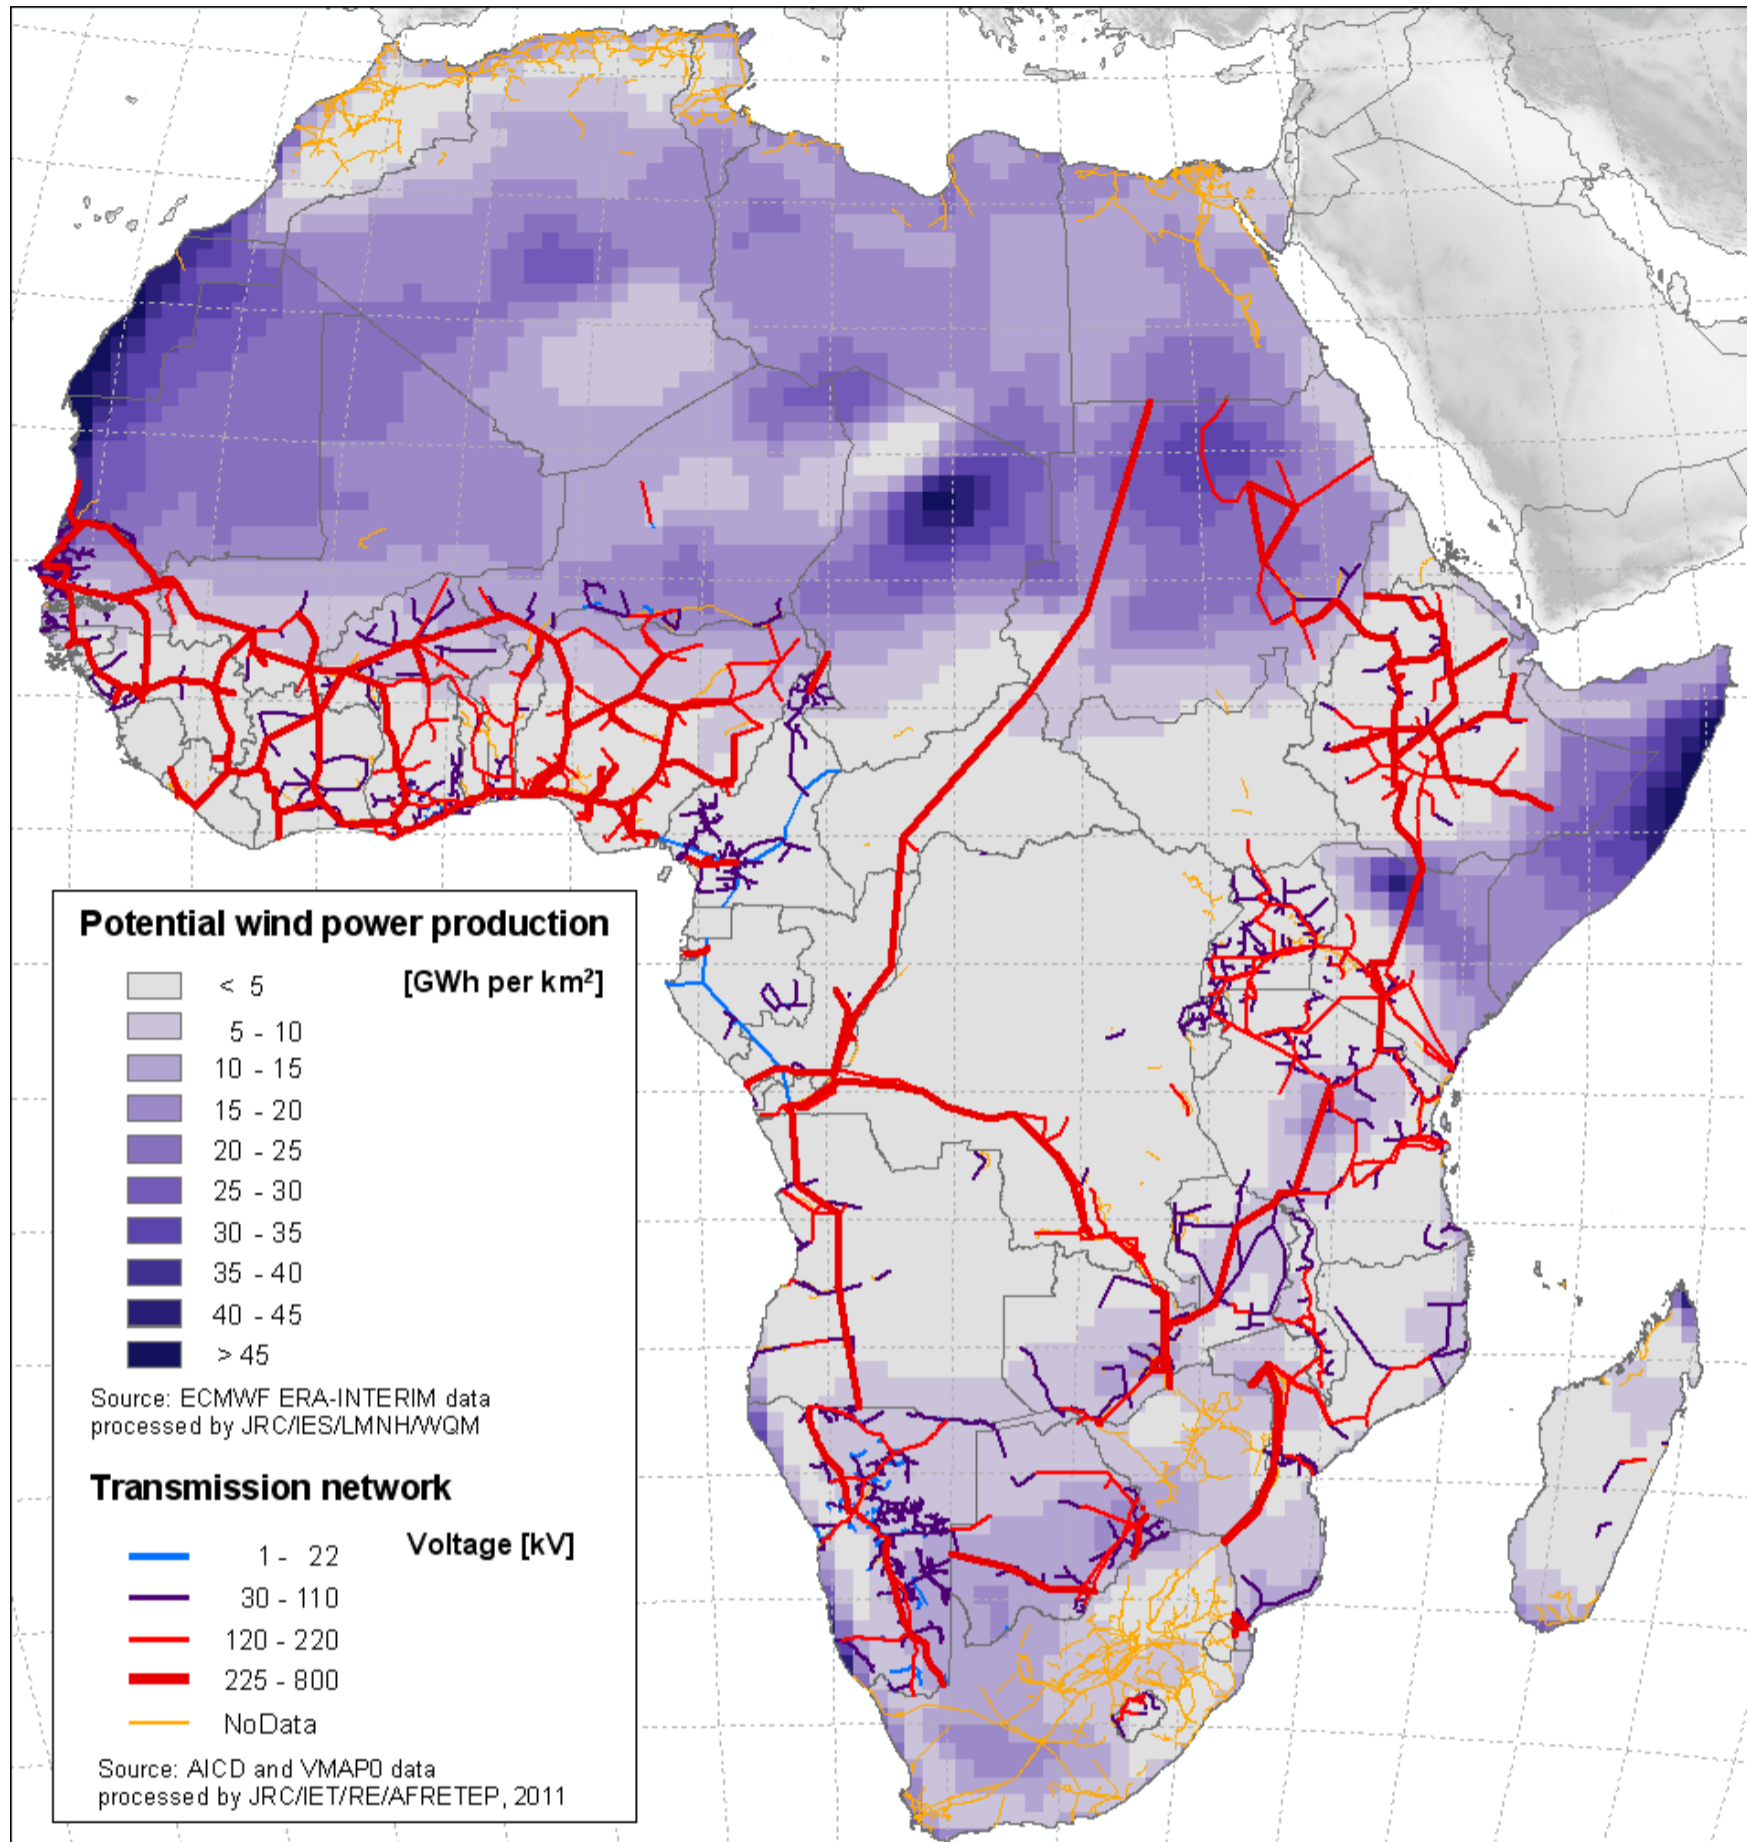 Potential wind power production
[GWh per km²]
< 5
5 - 10
10 - 15
15 - 20
20 - 25
25 - 30
30 - 35
35 - 40
40 - 45
> 45
Source: ECMWF ERA-INTERIM data
processed by JRC/IES/LMNH/WQM
Transmission network
Voltage [kV]
1 - 22
30 - 110
120 - 220
225 - 800
NoData
Source: AICD and VMAP0 data
processed by JRC/IET/RE/AFRETEP, 2011